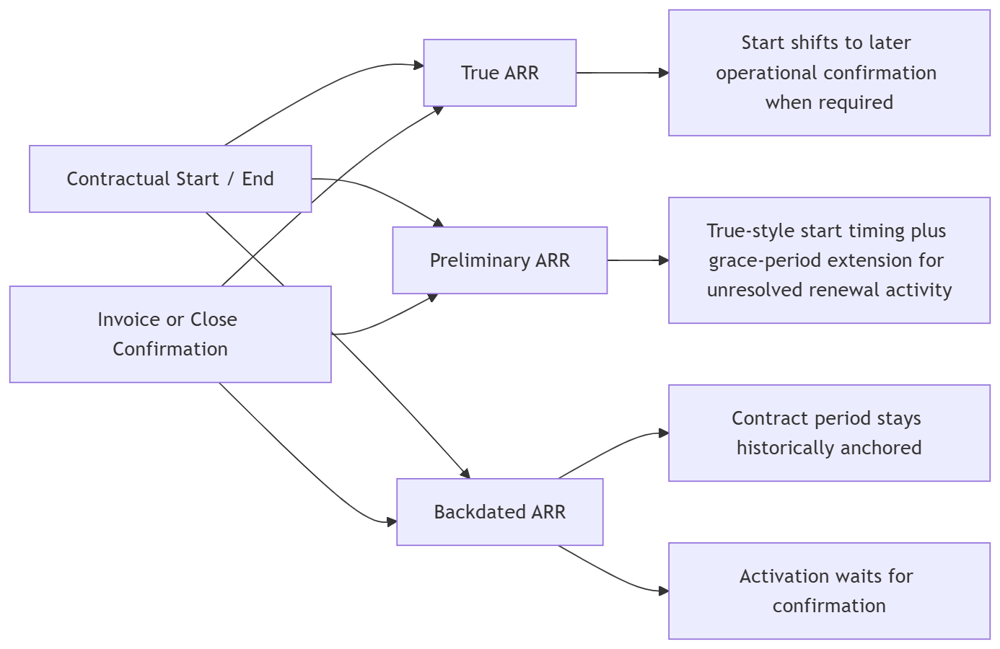 Contractual Start / End
Invoice or Close
Confirmation
True ARR
Preliminary ARR
Backdated ARR
Start shifts to later
operational confirmation
when required
True-style start timing plus
grace-period extension for
unresolved renewal activity
Contract period stays
historically anchored
Activation waits for
confirmation